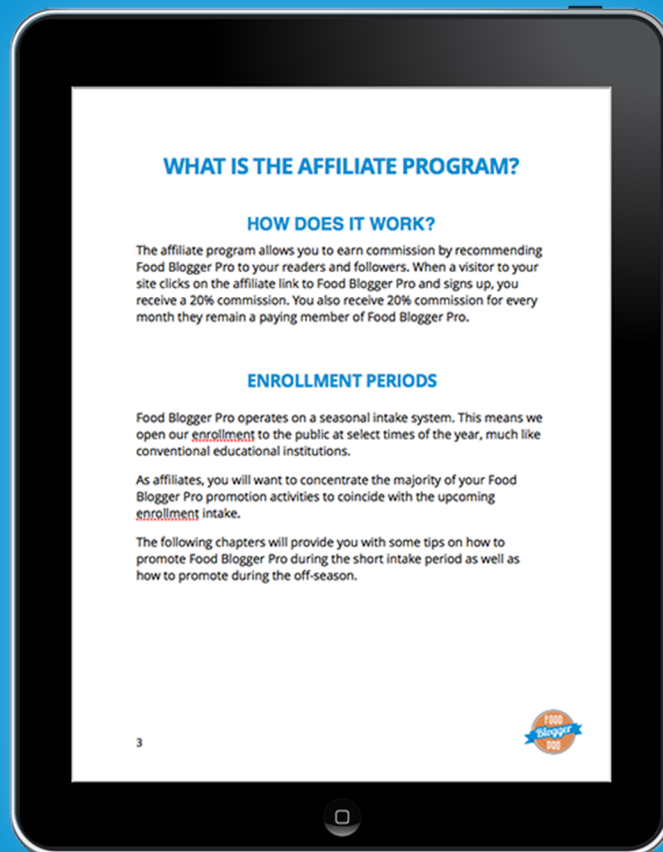 WHAT IS THE AFFILIATE PROGRAM?
HOW DOES IT WORK?
The affiliate program allows you to earn commission by recommending
Food Blogger Pro to your readers and followers. When a visitor to your
site clicks on the affiliate link to Food Blogger Pro and signs up, you
receive a 20% commission. You also receive 20% commission for every
month they remain a paying member of Food Blogger Pro.
ENROLLMENT PERIODS
Food Blogger Pro operates on a seasonal intake system. This means we
open our enrollment to the public at select times of the year, much like
conventional educational institutions.
As affiliates, you will want to concentrate the majority of your Food
Blogger Pro promotion activities to coincide with the upcoming
enrollment intake.
The following chapters will provide you with some tips on how to
promote Food Blogger Pro during the short intake period as well as
how to promote during the off-season.
3
FOOD
Blogger
PRO